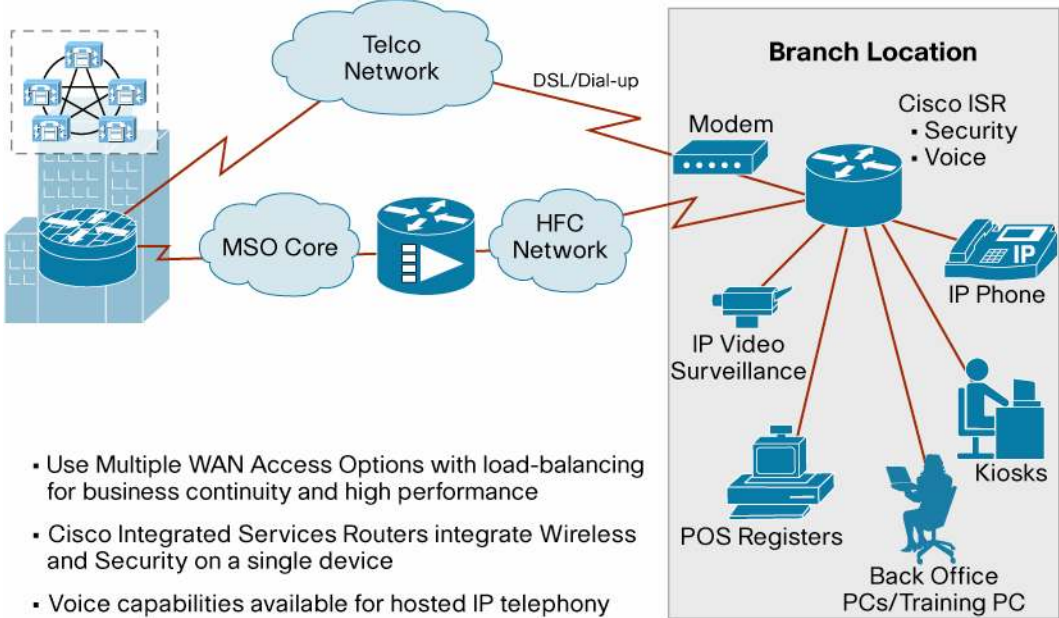 Telco
Network
DSL/Dial-up
MSO Core
HFC
Network
Branch Location
Cisco ISR
▪ Security
▪ Voice
Modem
IP
IP Phone
IP Video
Surveillance
Kiosks
POS Registers
Back Office
PCs/Training PC
▪ Use Multiple WAN Access Options with load-balancing
for business continuity and high performance
▪ Cisco Integrated Services Routers integrate Wireless
and Security on a single device
▪ Voice capabilities available for hosted IP telephony